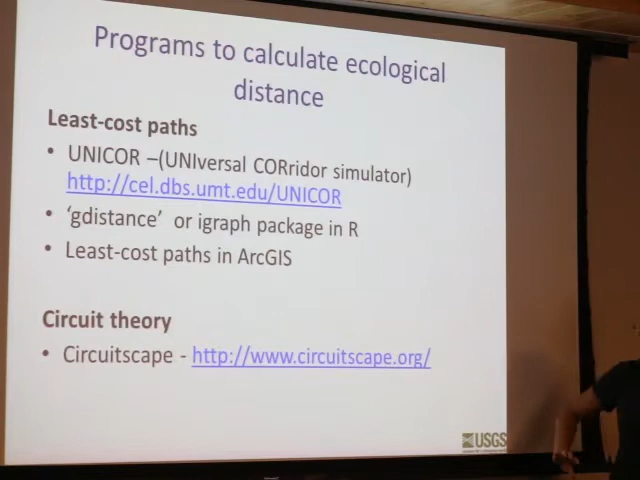 Programs to calculate ecological
distance
Least-cost paths
• UNICOR –(UNIversal CORridor simulator)
http://cel.dbs.umt.edu/UNICOR
• ‘gdistance’ or igraph package in R
• Least-cost paths in ArcGIS
Circuit theory
• Circuitscape - http://www.circuitscape.org/
USGS